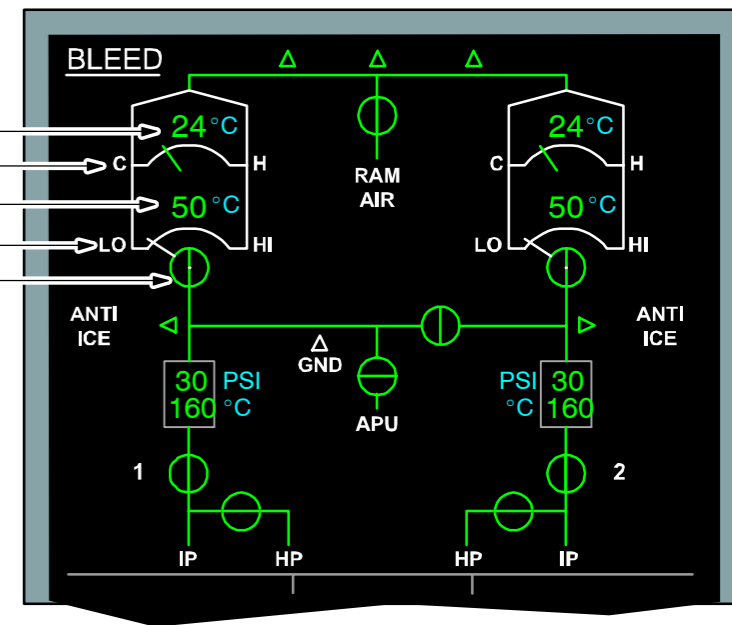 BLEED
24 °C 24 °C
C H RAM AIR C H
50 °C 50 °C
LO HI LO HI
ANTI ICE GND ANTI ICE
30 PSI PSI 30
160 °C APU °C 160
1 2
IP HP HP IP